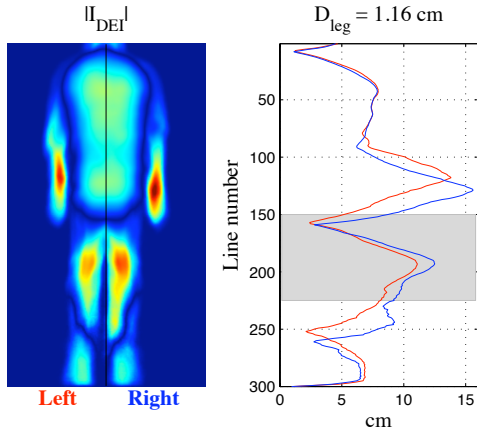 |I_DEI|
Left Right
D_leg = 1.16 cm
Line number
50
100
150
200
250
300
0 5 10 15
cm